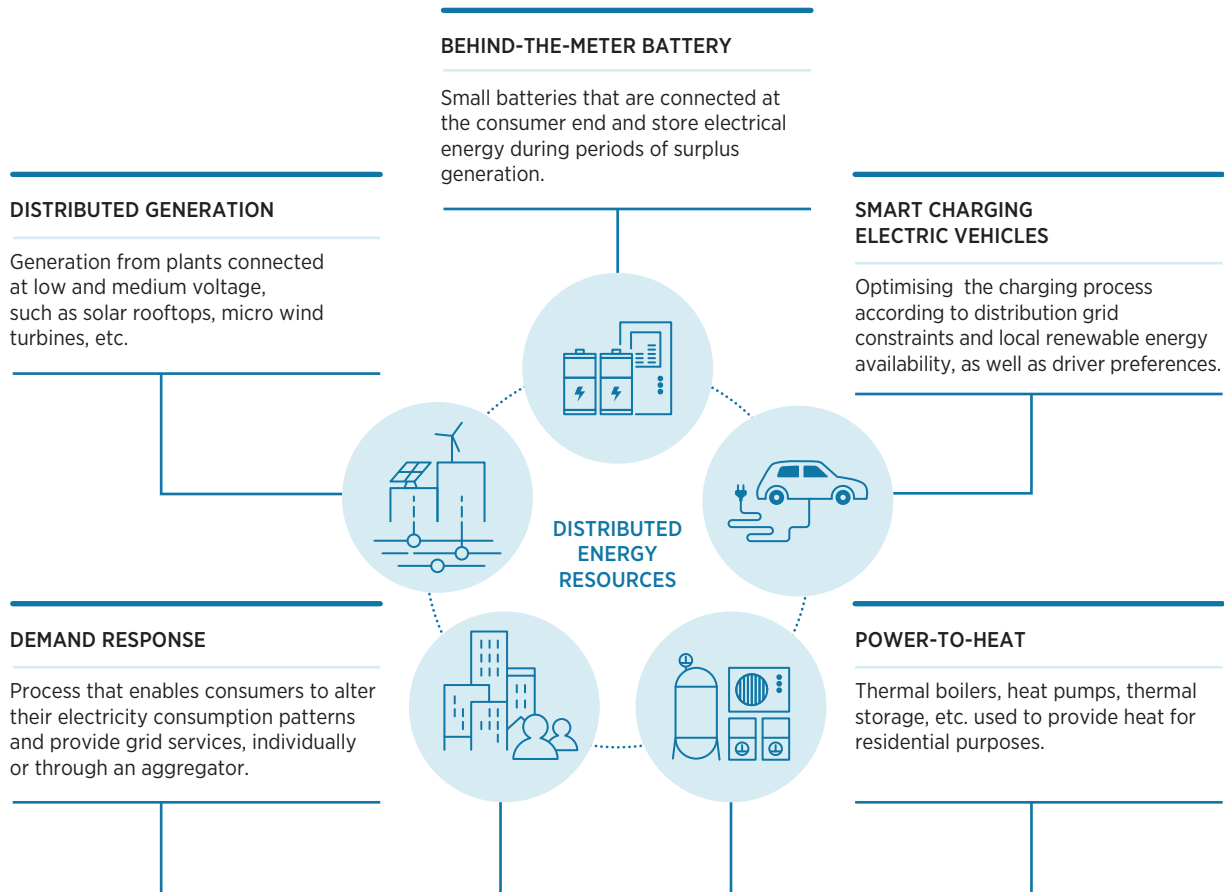 BEHIND-THE-METER BATTERY
Small batteries that are connected at
the consumer end and store electrical
energy during periods of surplus
generation.
DISTRIBUTED GENERATION
Generation from plants connected
at low and medium voltage,
such as solar rooftops, micro wind
turbines, etc.
SMART CHARGING
ELECTRIC VEHICLES
Optimising the charging process
according to distribution grid
constraints and local renewable energy
availability, as well as driver preferences.
DISTRIBUTED
ENERGY
RESOURCES
DEMAND RESPONSE
Process that enables consumers to alter
their electricity consumption patterns
and provide grid services, individually
or through an aggregator.
POWER-TO-HEAT
Thermal boilers, heat pumps, thermal
storage, etc. used to provide heat for
residential purposes.